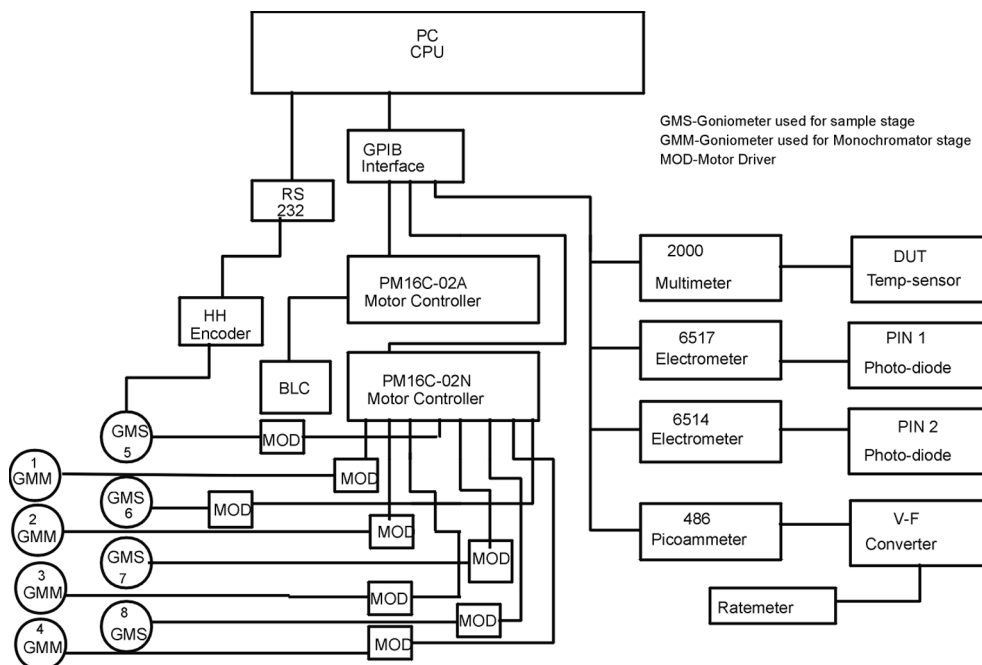 PC
CPU
GMS-Goniometer used for sample stage
GMM-Goniometer used for Monochromator stage
MOD-Motor Driver
GPIB
Interface
RS
232
2000
Multimeter
DUT
Temp-sensor
PM16C-02A
Motor Controller
HH
Encoder
6517
Electrometer
PIN 1
Photo-diode
BLC
PM16C-02N
Motor Controller
6514
Electrometer
PIN 2
Photo-diode
GMS
5
MOD
1
GMM
MOD
GMS
6
MOD
2
GMM
MOD
486
Picoammeter
V-F
Converter
GMS
7
MOD
3
GMM
MOD
8
GMS
MOD
4
GMM
MOD
Ratemeter